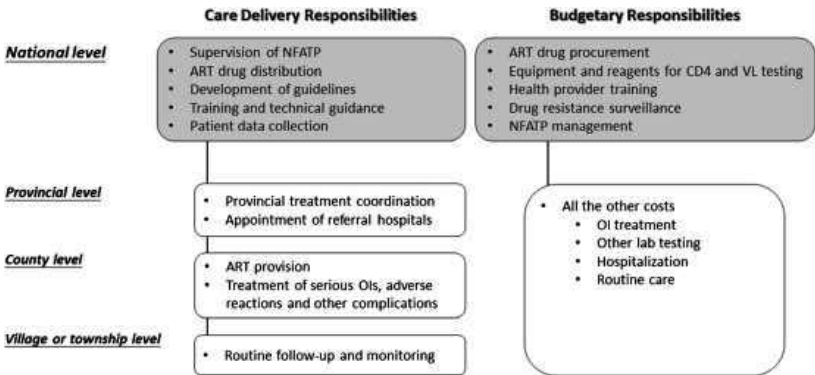 Care Delivery Responsibilities
Budgetary Responsibilities
National level
• Supervision of NFATP
• ART drug distribution
• Development of guidelines
• Training and technical guidance
• Patient data collection
• ART drug procurement
• Equipment and reagents for CD4 and VL testing
• Health provider training
• Drug resistance surveillance
• NFATP management
Provincial level
• Provincial treatment coordination
• Appointment of referral hospitals
• All the other costs
• OI treatment
• Other lab testing
• Hospitalization
• Routine care
County level
• ART provision
• Treatment of serious OIs, adverse
reactions and other complications
Village or township level
• Routine follow-up and monitoring